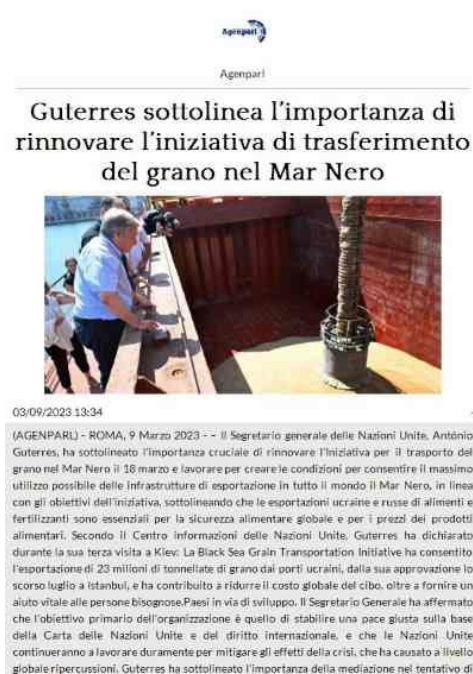 Agenparl
Agenparl
Guterres sottolinea l'importanza di
rinnovare l'iniziativa di trasferimento
del grano nel Mar Nero
03/09/2023 13:34
(AGENPARL) - ROMA, 9 Marzo 2023 - - Il Segretario generale delle Nazioni Unite, António
Guterres, ha sottolineato l'importanza cruciale di rinnovare l'Iniziativa per il trasporto del
grano nel Mar Nero il 18 marzo e lavorare per creare le condizioni per consentire il massimo
utilizzo possibile delle infrastrutture di esportazione in tutto il mondo il Mar Nero, in linea
con gli obiettivi dell'iniziativa, sottolineando che le esportazioni ucraine e russe di alimenti e
fertilizzanti sono essenziali per la sicurezza alimentare globale e per i prezzi dei prodotti
alimentari. Secondo il Centro informazioni delle Nazioni Unite, Guterres ha dichiarato
durante la sua terza visita a Kiev: La Black Sea Grain Transportation Initiative ha consentito
l'esportazione di 23 milioni di tonnellate di grano dai porti ucraini, dalla sua approvazione lo
scorso luglio a Istanbul, e ha contribuito a ridurre il costo globale del cibo. oltre a fornire un
aiuto vitale alle persone bisognose.Paesi in via di sviluppo. Il Segretario Generale ha affermato
che l'obiettivo primario dell'organizzazione è quello di stabilire una pace giusta sulla base
della Carta delle Nazioni Unite e del diritto internazionale, e che le Nazioni Unite
continueranno a lavorare duramente per mitigare gli effetti della crisi, che ha causato a livello
globale ripercussioni. Guterres ha sottolineato l'importanza della mediazione nel tentativo di